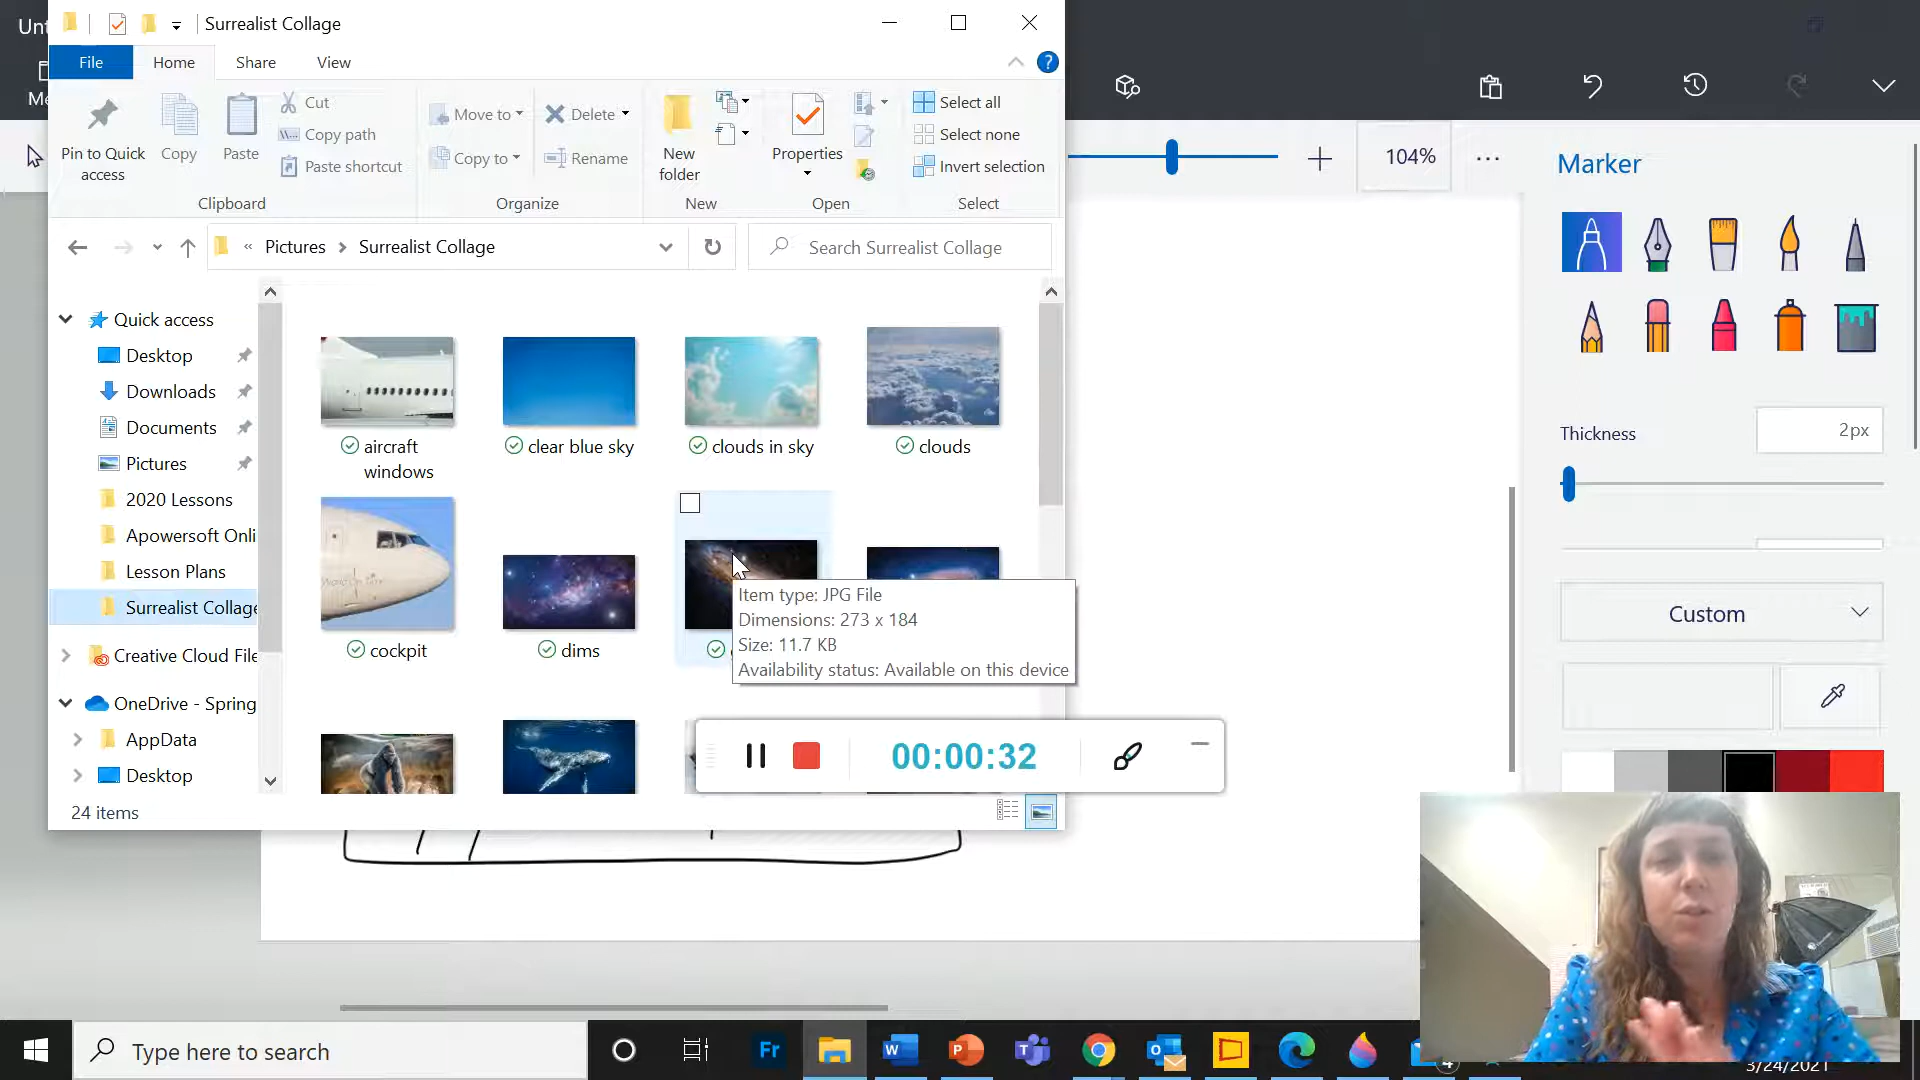 Surrealist Collage
File
Home
Share
View
Pin to Quick access
Copy
Paste
Cut
Copy path
Paste shortcut
Clipboard
Move to
Copy to
Delete
Rename
Organize
New folder
New
Properties
Open
Select all
Select none
Invert selection
Select
« Pictures > Surrealist Collage
Search Surrealist Collage
Quick access
Desktop
Downloads
Documents
Pictures
2020 Lessons
Apowersoft Onli
Lesson Plans
Surrealist Collage
Creative Cloud File
OneDrive - Spring
AppData
Desktop
aircraft windows
clear blue sky
clouds in sky
clouds
cockpit
dims
Item type: JPG File
Dimensions: 273 x 184
Size: 11.7 KB
Availability status: Available on this device
24 items
00:00:32
104%
Marker
Thickness
2px
Custom
Type here to search
Fr
3/24/2021